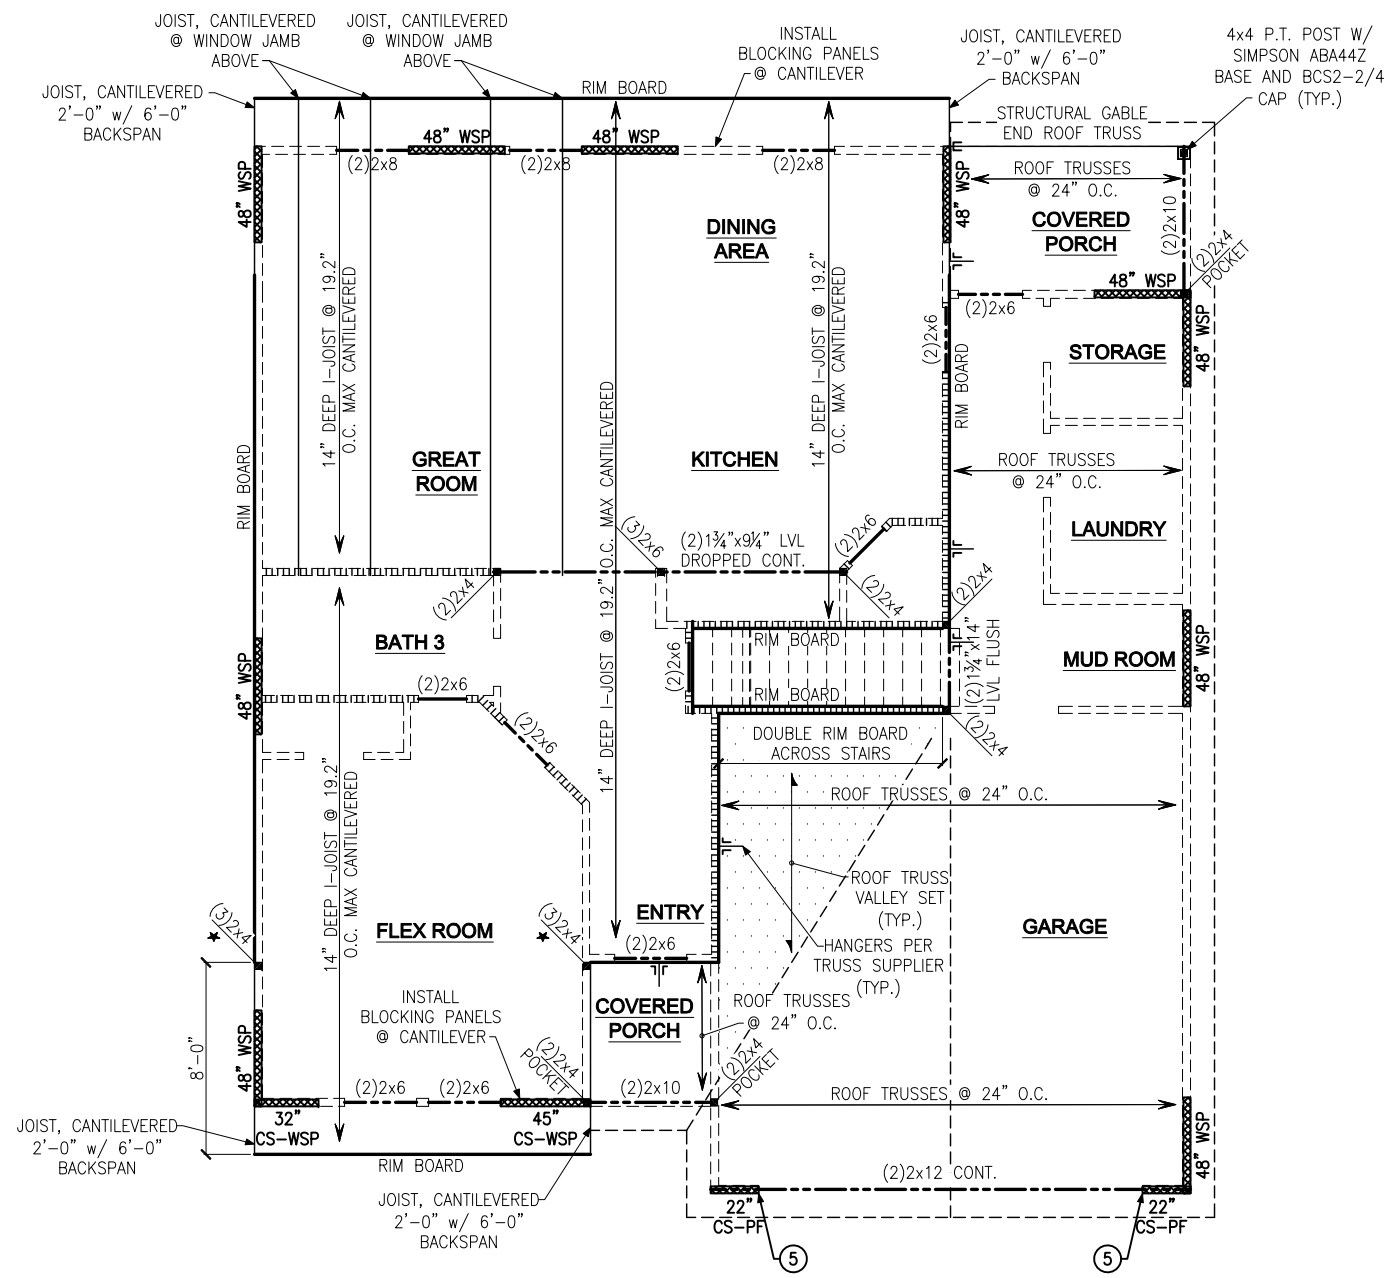 JOIST, CANTILEVERED
@ WINDOW JAMB
ABOVE
JOIST, CANTILEVERED
@ WINDOW JAMB
ABOVE
INSTALL
BLOCKING PANELS
@ CANTILEVER
JOIST, CANTILEVERED
2'-0" w/ 6'-0"
BACKSPAN
4x4 P.T. POST W/
SIMPSON ABA44Z
BASE AND BCS2-2/4
CAP (TYP.)
JOIST, CANTILEVERED
2'-0" w/ 6'-0"
BACKSPAN
RIM BOARD
STRUCTURAL GABLE
END ROOF TRUSS
48" WSP
48" WSP
(2)2x8
(2)2x8
(2)2x8
48" WSP
48" WSP
ROOF TRUSSES
@ 24" O.C.
COVERED
PORCH
(2)2x10
(2)2x4
POCKET
DINING
AREA
48" WSP
(2)2x6
(2)2x6
48" WSP
STORAGE
RIM BOARD
14" DEEP I-JOIST @ 19.2"
O.C. MAX CANTILEVERED
14" DEEP I-JOIST @ 19.2" O.C. MAX CANTILEVERED
14" DEEP I-JOIST @ 19.2"
O.C. MAX CANTILEVERED
RIM BOARD
GREAT
ROOM
KITCHEN
ROOF TRUSSES
@ 24" O.C.
LAUNDRY
(3)2x6
(2)1¾"x9¼" LVL
DROPPED CONT.
(2)2x6
(2)2x4
(2)2x4
(2)2x4
BATH 3
RIM BOARD
(2)2x6
RIM BOARD
(2)1¾"x14"
LVL FLUSH
MUD ROOM
48" WSP
48" WSP
(2)2x6
(2)2x6
(2)2x4
DOUBLE RIM BOARD
ACROSS STAIRS
ROOF TRUSSES @ 24" O.C.
14" DEEP I-JOIST @ 19.2"
O.C. MAX CANTILEVERED
14" DEEP I-JOIST @ 19.2" O.C. MAX CANTILEVERED
ROOF TRUSS
VALLEY SET
(TYP.)
(3)2x4
★
FLEX ROOM
(3)2x4
★
ENTRY
(2)2x6
HANGERS PER
TRUSS SUPPLIER
(TYP.)
GARAGE
INSTALL
BLOCKING PANELS
@ CANTILEVER
COVERED
PORCH
ROOF TRUSSES
@ 24" O.C.
8'-0"
48" WSP
(2)2x4
POCKET
(2)2x4
POCKET
(2)2x6
(2)2x6
(2)2x10
ROOF TRUSSES @ 24" O.C.
32"
CS-WSP
45"
CS-WSP
48" WSP
JOIST, CANTILEVERED
2'-0" w/ 6'-0"
BACKSPAN
RIM BOARD
(2)2x12 CONT.
JOIST, CANTILEVERED
2'-0" w/ 6'-0"
BACKSPAN
22"
CS-PF
22"
CS-PF
5
5